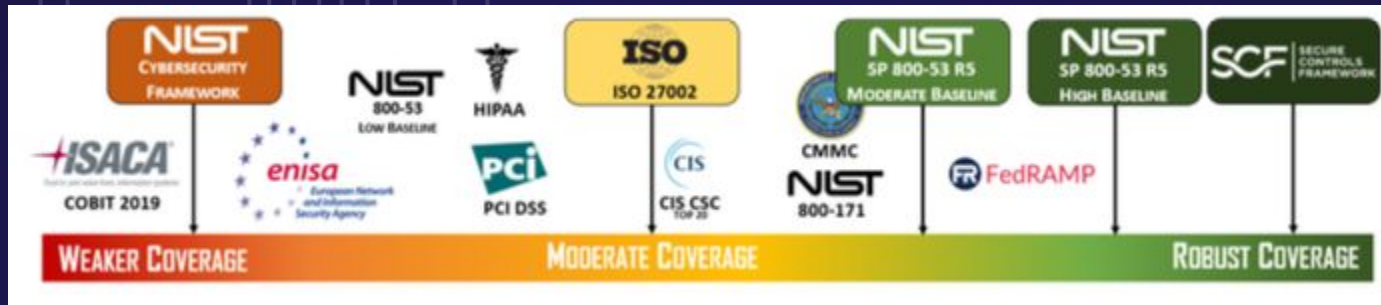 NIST
CYBERSECURITY
FRAMEWORK
ISACA
COBIT 2019
enisa
European Network
and Information
Security Agency
NIST
800-53
LOW BASELINE
HIPAA
PCI
PCI DSS
ISO
ISO 27002
CIS
CIS CSC
TOP 20
CMMC
NIST
800-171
NIST
SP 800-53 R5
MODERATE BASELINE
FR FedRAMP
NIST
SP 800-53 R5
HIGH BASELINE
SCF SECURE
CONTROLS
FRAMEWORK
WEAKER COVERAGE
MODERATE COVERAGE
ROBUST COVERAGE